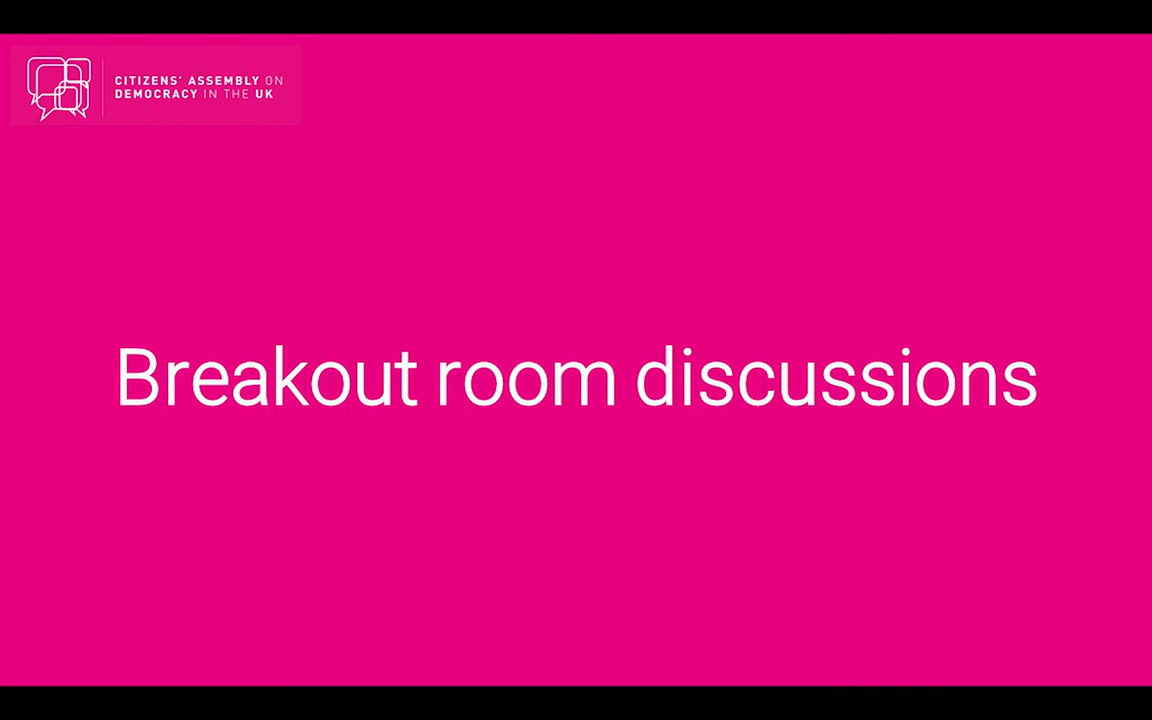 CITIZENS' ASSEMBLY ON
DEMOCRACY IN THE UK
Breakout room discussions